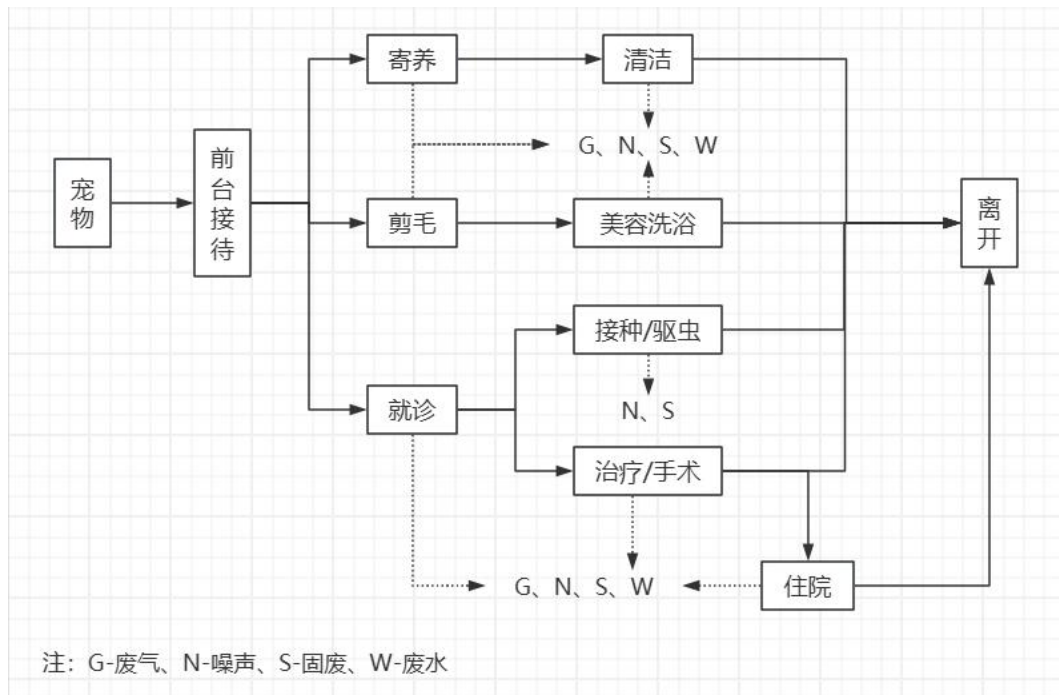 寄养
清洁
G、N、S、W
宠物
前台接待
剪毛
美容洗浴
离开
接种/驱虫
N、S
就诊
治疗/手术
G、N、S、W
住院
注：G-废气、N-噪声、S-固废、W-废水